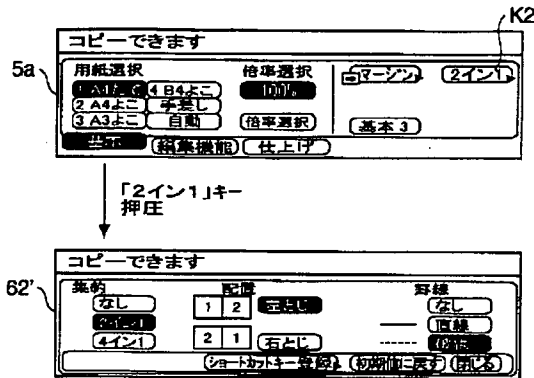 K2
コピーできます
5a
用紙選択 倍率選択 マージン 2イン1
1 A4たて 4 B4よこ 100%
2 A4よこ 手差し
3 A3よこ 自動 倍率選択 基本3
編集機能 仕上げ
「2イン1」キー
押圧
コピーできます
62'
集約 配置 罫線
なし 1 2 左とじ なし
2イン1 直線
4イン1 2 1 右とじ
ショートカットキー登録 初期値に戻す 閉じる